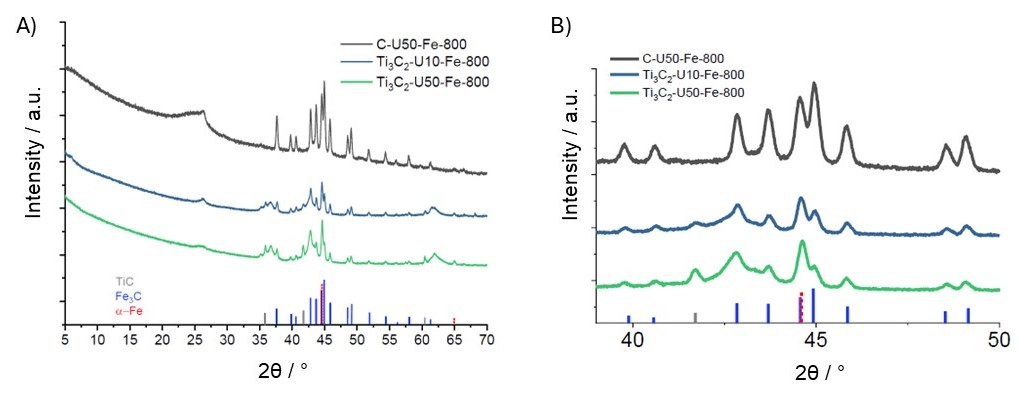 A)
B)
C-U50-Fe-800
Ti₃C₂-U10-Fe-800
Ti₃C₂-U50-Fe-800
Intensity / a.u.
TiC
Fe₃C
α-Fe
5 10 15 20 25 30 35 40 45 50 55 60 65 70
2θ / °
C-U50-Fe-800
Ti₃C₂-U10-Fe-800
Ti₃C₂-U50-Fe-800
Intensity / a.u.
40 45 50
2θ / °